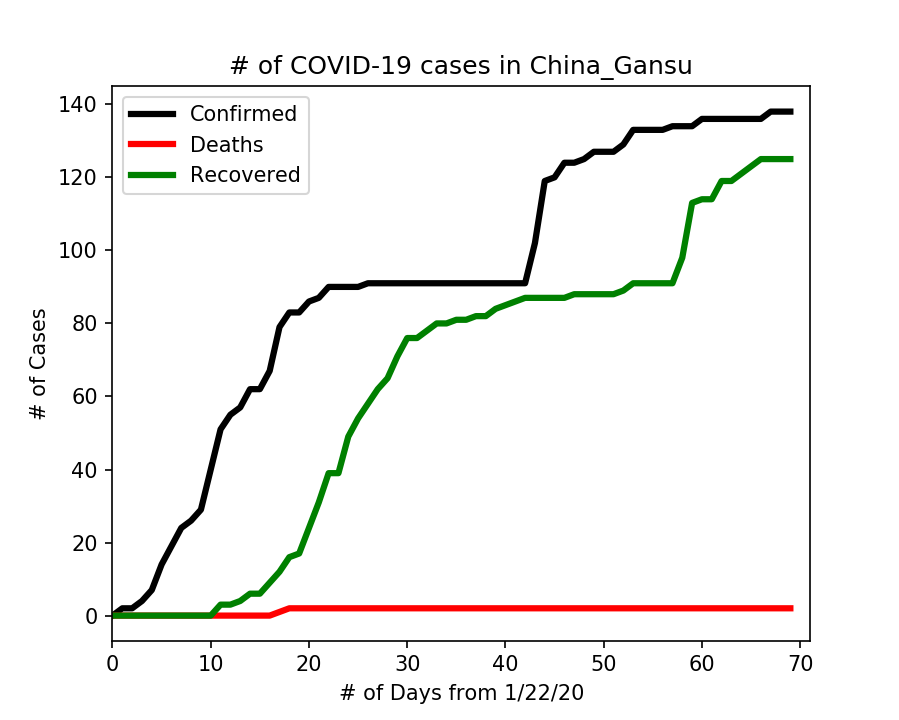 # of COVID-19 cases in China_Gansu
Confirmed
Deaths
Recovered
140
120
100
80
60
40
20
0
# of Cases
0 10 20 30 40 50 60 70
# of Days from 1/22/20